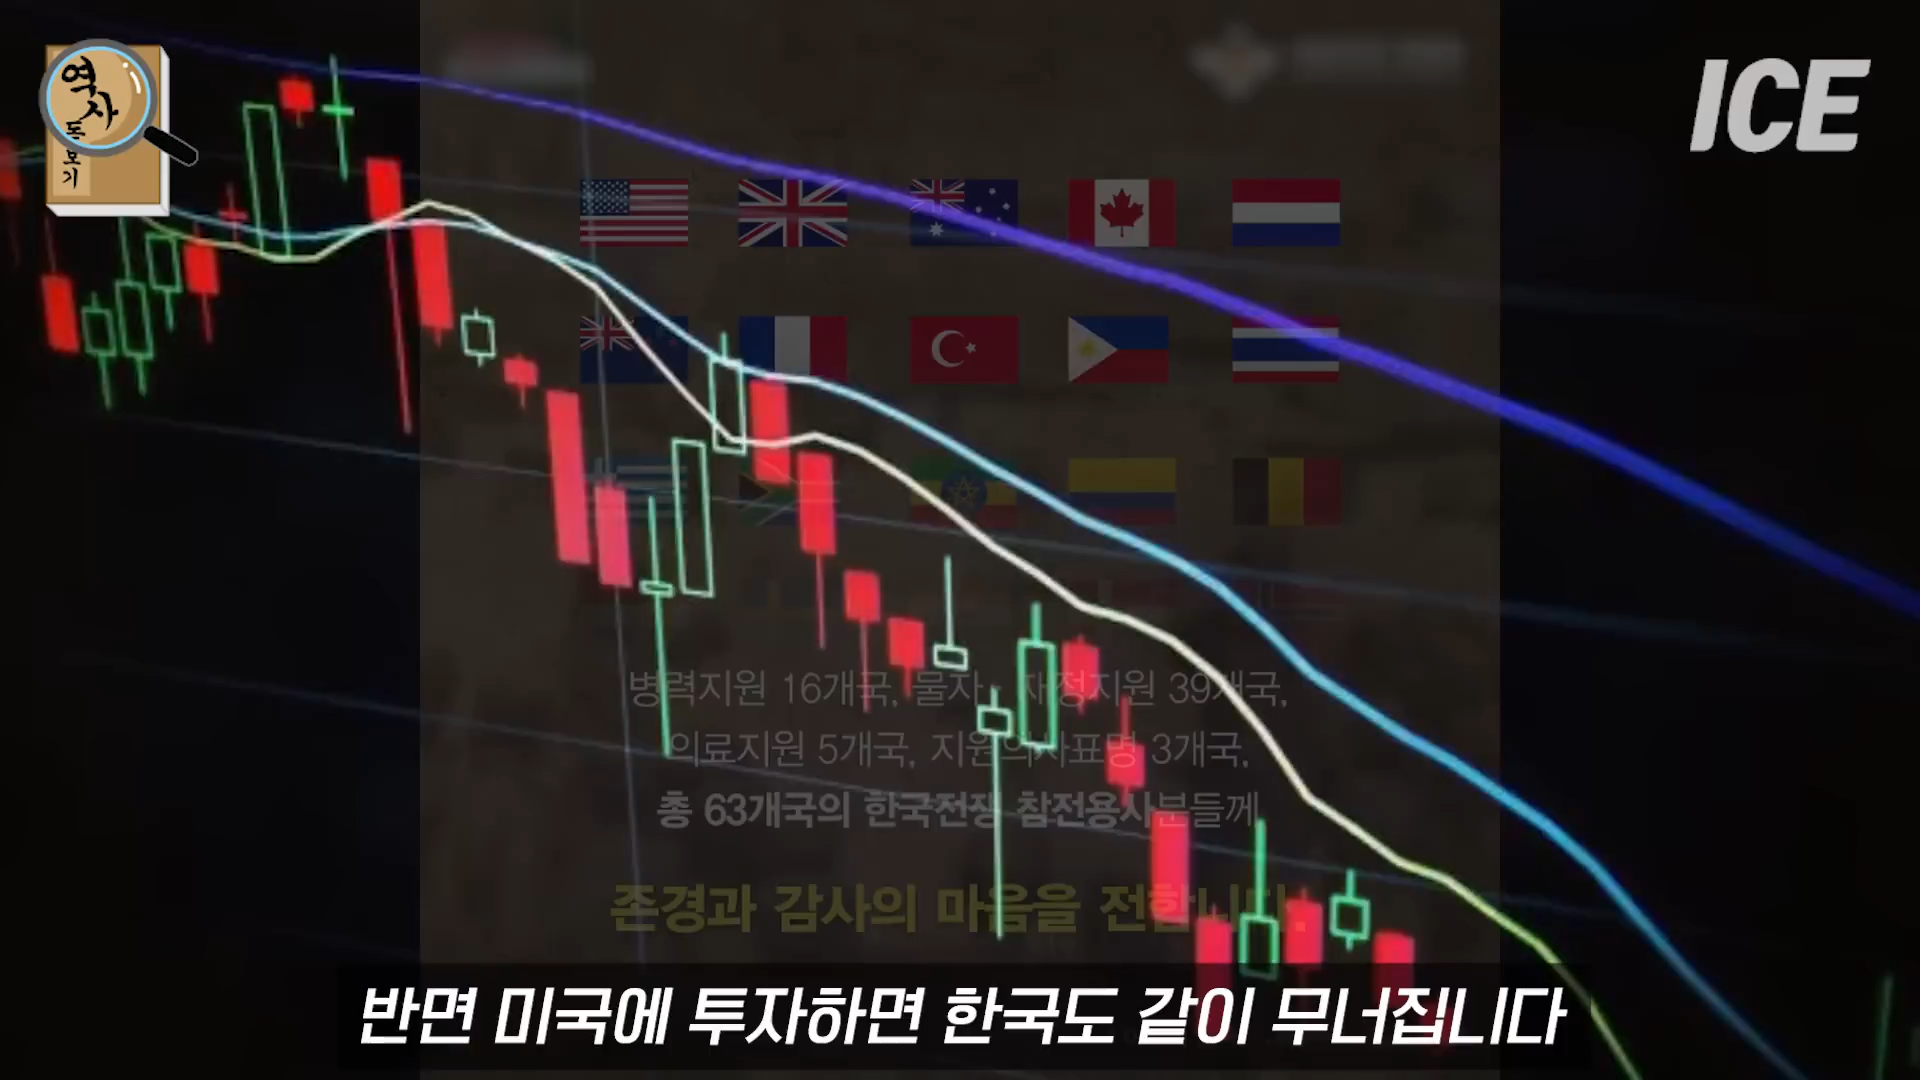 역사
돋보기
ICE
병력지원 16개국, 물자, 재정지원 39개국,
의료지원 5개국, 지원의사표명 3개국,
총 63개국의 한국전쟁 참전용사분들께
존경과 감사의 마음을 전합니다.
반면 미국에 투자하면 한국도 같이 무너집니다